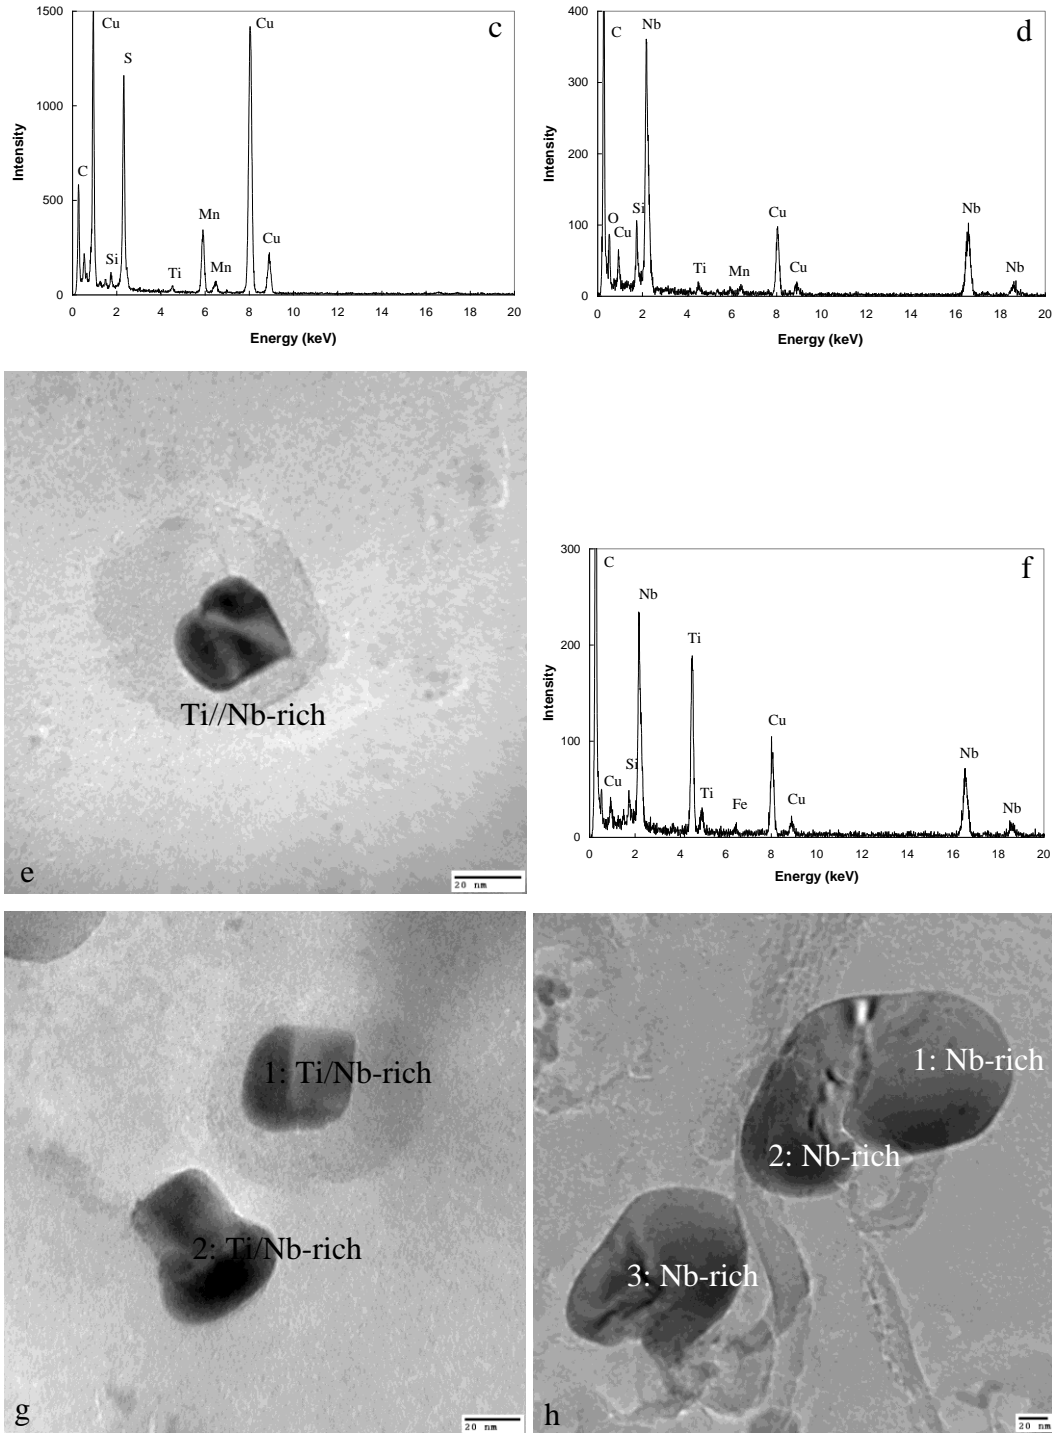 c
1500
1000
500
0
0 2 4 6 8 10 12 14 16 18 20
Intensity
Energy (keV)
C
Cu
S
Si
Ti
Mn
Mn
Cu
Cu
d
400
300
200
100
0
0 2 4 6 8 10 12 14 16 18 20
Intensity
Energy (keV)
C
Nb
O
Cu
Si
Ti
Mn
Cu
Cu
Nb
Nb
Ti//Nb-rich
e
20 nm
f
300
200
100
0
0 2 4 6 8 10 12 14 16 18 20
Intensity
Energy (keV)
C
Nb
Ti
Cu
Si
Ti
Fe
Cu
Cu
Nb
Nb
1: Ti/Nb-rich
2: Ti/Nb-rich
g
20 nm
1: Nb-rich
2: Nb-rich
3: Nb-rich
h
20 nm